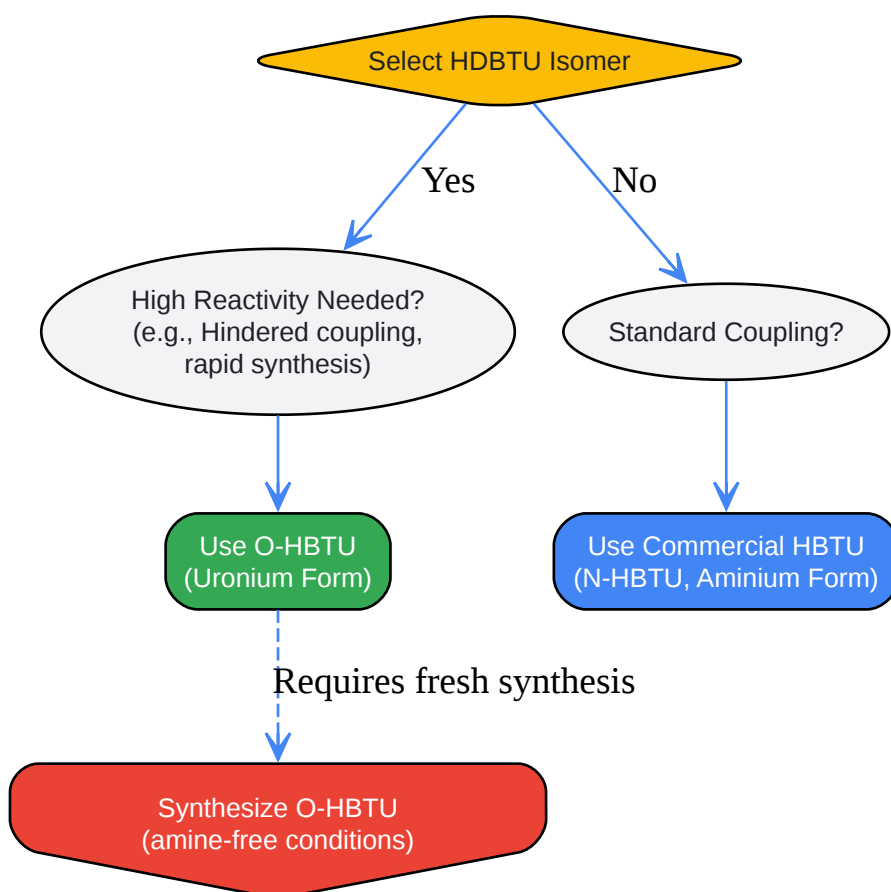 Select HDBTU Isomer
Yes
No
High Reactivity Needed?
(e.g., Hindered coupling,
rapid synthesis)
Standard Coupling?
Use O-HBTU
(Uronium Form)
Use Commercial HBTU
(N-HBTU, Aminium Form)
Requires fresh synthesis
Synthesize O-HBTU
(amine-free conditions)